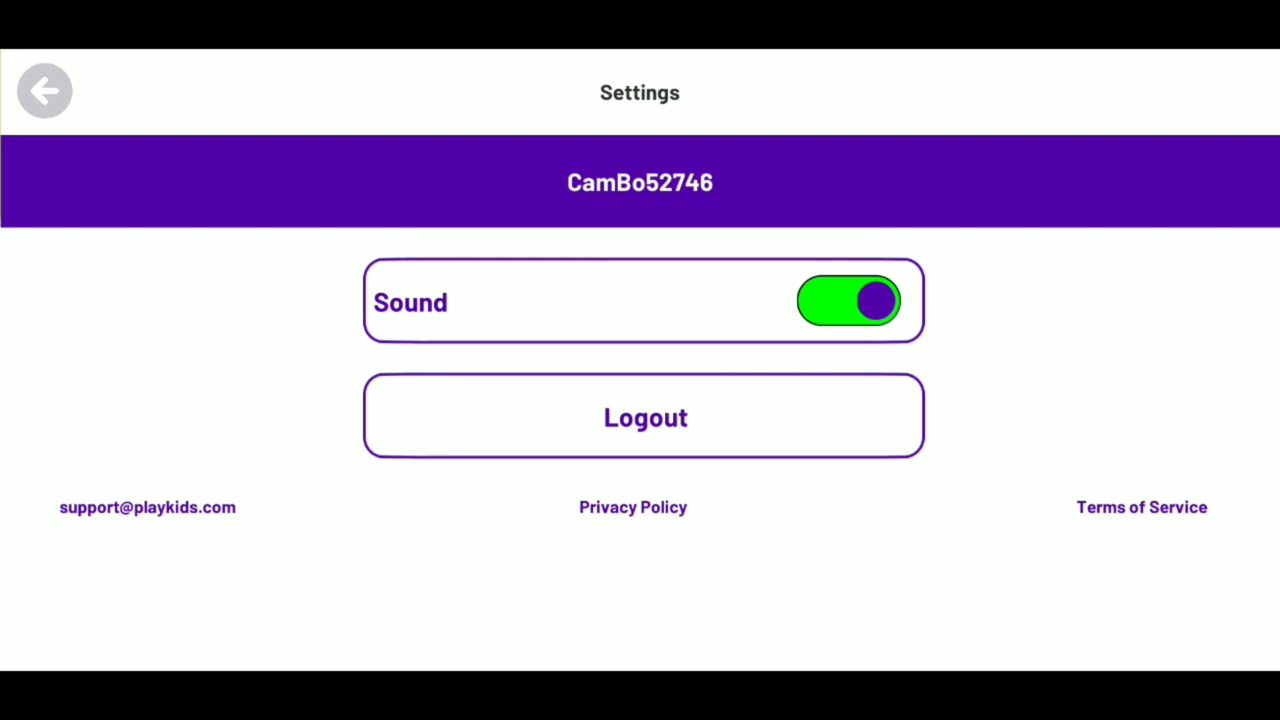 Settings
CamBo52746
Sound
Logout
support@playkids.com
Privacy Policy
Terms of Service